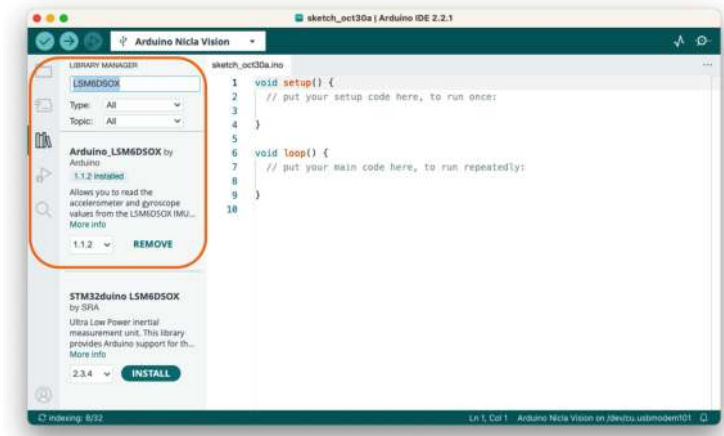 sketch_oct30a | Arduino IDE 2.2.1
Arduino Nicla Vision
LIBRARY MANAGER
LSM6DSOX
Type: All
Topic: All
Arduino_LSM6DSOX by
Arduino
1.1.2 installed
Allows you to read the
accelerometer and gyroscope
values from the LSM6DSOX IMU...
More info
1.1.2 REMOVE
STM32duino LSM6DSOX
by SRA
Ultra Low Power inertial
measurement unit. This library
provides Arduino support for th...
More info
2.3.4 INSTALL
sketch_oct30a.ino
1 void setup() {
2 // put your setup code here, to run once:
3
4 }
5
6 void loop() {
7 // put your main code here, to run repeatedly:
8
9 }
10
indexing: 8/32
Ln 1, Col 1 Arduino Nicla Vision on /dev/cu.usbmodem101